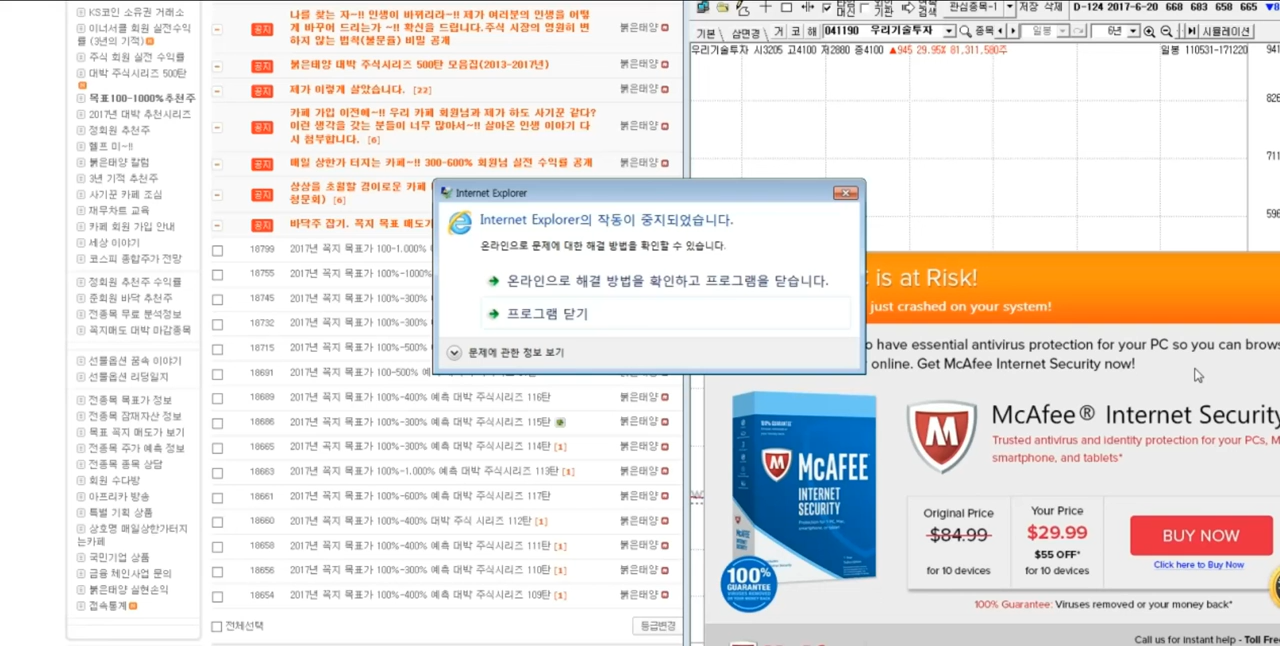 KS코인 소유권 거래소
이너서클 회원 실전수익
률 (3년의 기적)
주식 회원 실전 수익률
대박 주식시리즈 500탄
목표100-1000%추천주
2017년 대박 추천시리즈
정회원 추천주
헬프 미~!!
붉은태양 칼럼
3년 기적 추천주
사기꾼 카페 조심
재무차트 교육
카페 회원 가입 안내
세상 이야기
코스피 종합주가 전망
정회원 추천주 수익률
준회원 바닥 추천주
전종목 무료 분석정보
꼭지매도 대박 마감종목
선물옵션 꿈속 이야기
선물옵션 리딩일지
전종목 목표가 정보
전종목 잠재자산 정보
목표 꼭지 매도가 보기
전종목 주가 예측 정보
전종목 종목 상담
회원 수다방
아프리카 방송
특별 기획 상품
상호명 매일상한가터지
는카페
국민기업 상품
금융 체인사업 문의
붉은태양 실현손익
접속통계
공지 나를 찾는 자~!! 인생이 바뀌리라~!! 제가 여러분의 인생을 어떻
게 바꾸어 드리는가 ~!! 확신을 드립니다.주식 시장의 영원히 변
하지 않는 법칙(불문율) 비밀 공개 붉은태양
공지 붉은태양 대박 주식시리즈 500탄 모음집(2013-2017년) 붉은태양
공지 제가 이렇게 살았습니다. [22] 붉은태양
공지 카페 가입 이전에~!! 우리 카페 회원님과 제가 하도 사기꾼 같다?
이런 생각을 갖는 분들이 너무 많아서~!! 살아온 인생 이야기 다
시 첨부합니다. [6] 붉은태양
공지 매일 상한가 터지는 카페~!! 300-600% 회원님 실전 수익률 공개 붉은태양
공지 상상을 초월할 경이로운 카페
청문회) [6]
공지 바닥주 잡기. 꼭지 목표 매도가
18799 2017년 꼭지 목표가 100-1.000%
18755 2017년 꼭지 목표가 100%-1000%
18745 2017년 꼭지 목표가 100%-300%
18732 2017년 꼭지 목표가 100%-300%
18715 2017년 꼭지 목표가 100%-500%
18691 2017년 꼭지 목표가 100-500%
18689 2017년 꼭지 목표가 100%-400% 예측 대박 주식시리즈 116탄 붉은태양
18686 2017년 꼭지 목표가 100%-300% 예측 대박 주식시리즈 115탄 붉은태양
18665 2017년 꼭지 목표가 100%-400% 예측 대박 주식시리즈 114탄 [1] 붉은태양
18663 2017년 꼭지 목표가 100%-1.000% 예측 대박 주식시리즈 113탄 [1] 붉은태양
18661 2017년 꼭지 목표가 100%-600% 예측 대박 주식시리즈 117탄 붉은태양
18660 2017년 꼭지 목표가 100%-400% 대박 주식 시리즈 112탄 [1] 붉은태양
18658 2017년 꼭지 목표가 100%-400% 예측 대박 주식시리즈 111탄 [1] 붉은태양
18656 2017년 꼭지 목표가 100%-300% 예측 대박 주식시리즈 110탄 [1] 붉은태양
18654 2017년 꼭지 목표가 100%-400% 예측 대박 주식시리즈 109탄 [1] 붉은태양
전체선택 등급변경
Internet Explorer
Internet Explorer의 작동이 중지되었습니다.
온라인으로 문제에 대한 해결 방법을 확인할 수 있습니다.
온라인으로 해결 방법을 확인하고 프로그램을 닫습니다.
프로그램 닫기
문제에 관한 정보 보기
관심종목-1 저장 삭제 D-124 2017-6-20 668 683 658 665
기본 삼면경 거 코 해 041190 우리기술투자 종목 일봉 6년 시뮬레이션
우리기술투자 시3205 고4100 저2880 종4100 ▲945 29.95% 81,311,580주 일봉 110531-171220 941
826
711
596
is at Risk!
just crashed on your system!
o have essential antivirus protection for your PC so you can brows
online. Get McAfee Internet Security now!
McAFEE
INTERNET
SECURITY
100%
GUARANTEE
McAfee® Internet Security
Trusted antivirus and identity protection for your PCs, M
smartphone, and tablets*
Original Price
$84.99
for 10 devices
Your Price
$29.99
$55 OFF*
for 10 devices
BUY NOW
Click here to Buy Now
100% Guarantee: Viruses removed or your money back*
Call us for instant help - Toll Fre